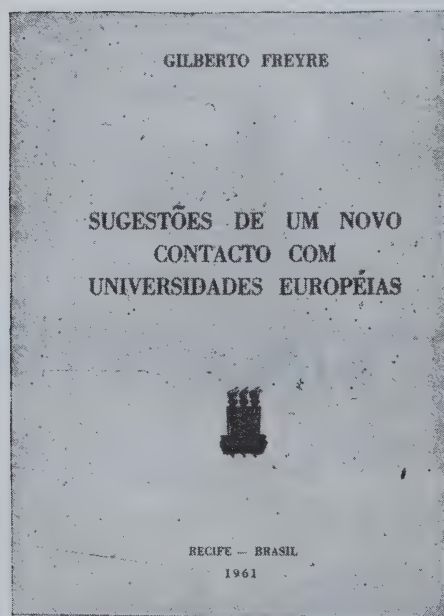 GILBERTO FREYRE
SUGESTÕES DE UM NOVO
CONTACTO COM
UNIVERSIDADES EUROPÉIAS
RECIFE — BRASIL
1961